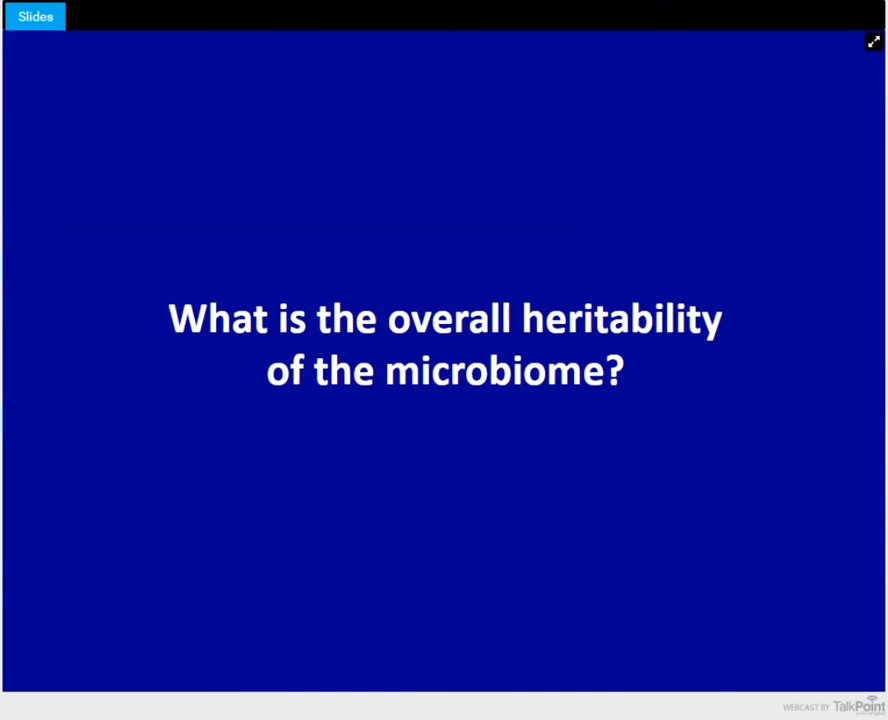 Slides
What is the overall heritability
of the microbiome?
WEBCAST BY TalkPoint